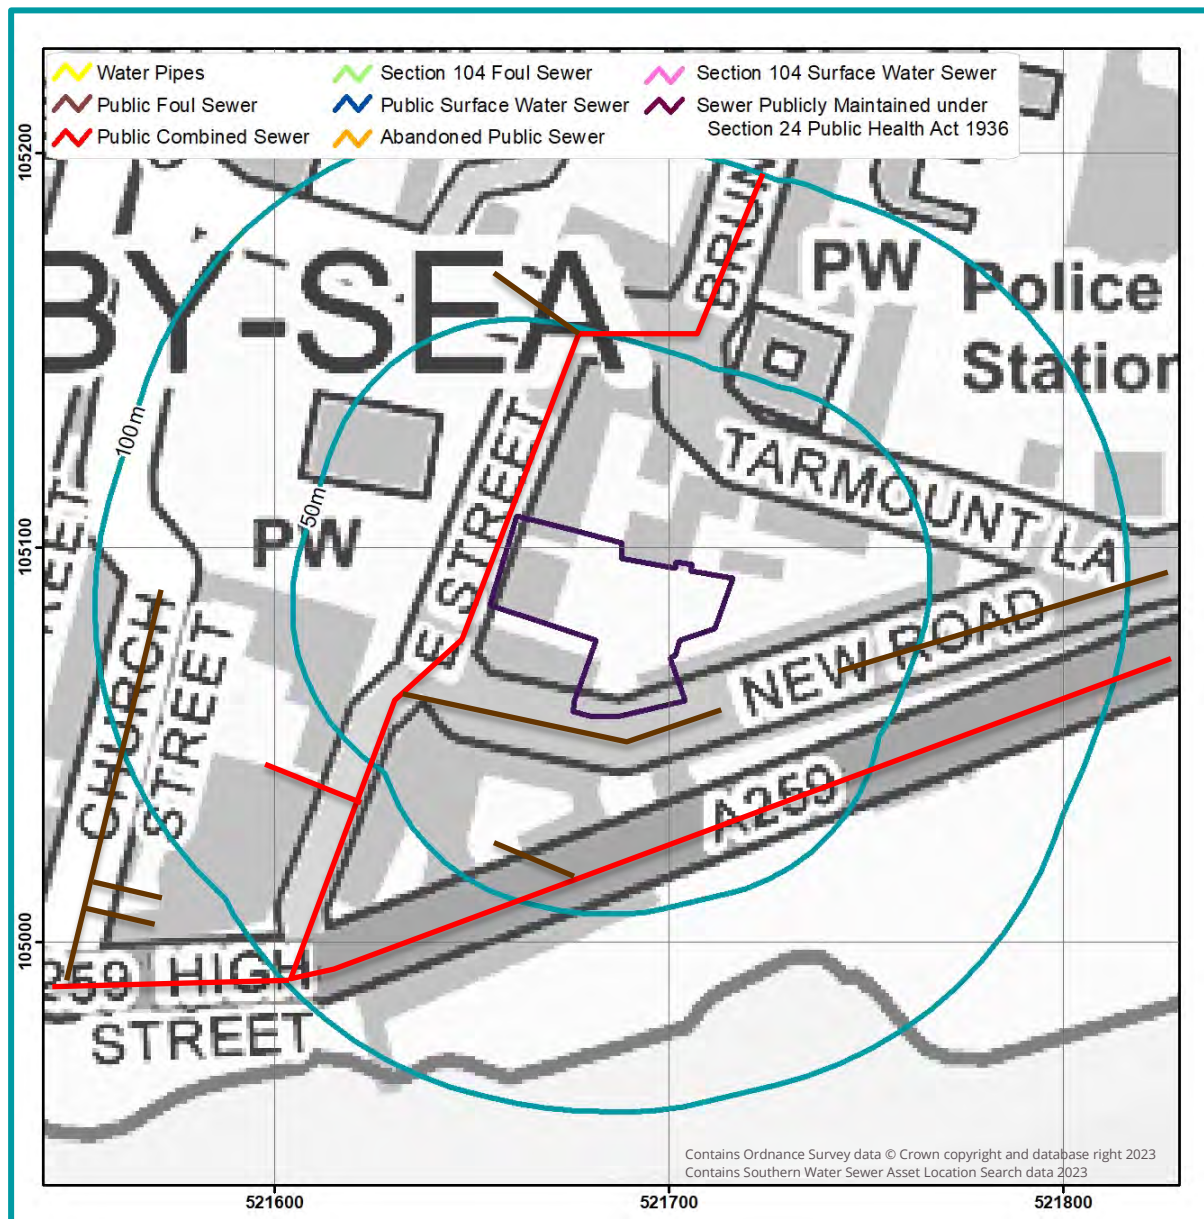 Water Pipes
Section 104 Foul Sewer
Section 104 Surface Water Sewer
Public Foul Sewer
Public Surface Water Sewer
Sewer Publicly Maintained under
Section 24 Public Health Act 1936
Public Combined Sewer
Abandoned Public Sewer
105200
BRUN
PW
Police
Station
BY-SEA
100m
50m
E STREET
TARMOUNT LA
PW
105100
REET
CHURCH
STREET
NEW ROAD
A259
105000
259 HIGH
STREET
Contains Ordnance Survey data © Crown copyright and database right 2023
Contains Southern Water Sewer Asset Location Search data 2023
521600
521700
521800